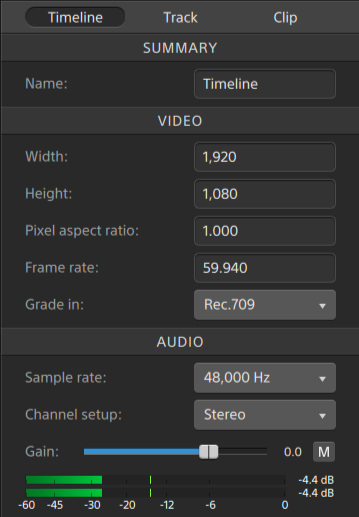 Timeline Track Clip
SUMMARY
Name: Timeline
VIDEO
Width: 1,920
Height: 1,080
Pixel aspect ratio: 1.000
Frame rate: 59.940
Grade in: Rec.709
AUDIO
Sample rate: 48,000 Hz
Channel setup: Stereo
Gain: 0.0 M
-4.4 dB
-4.4 dB
-60 -45 -30 -20 -12 -6 0